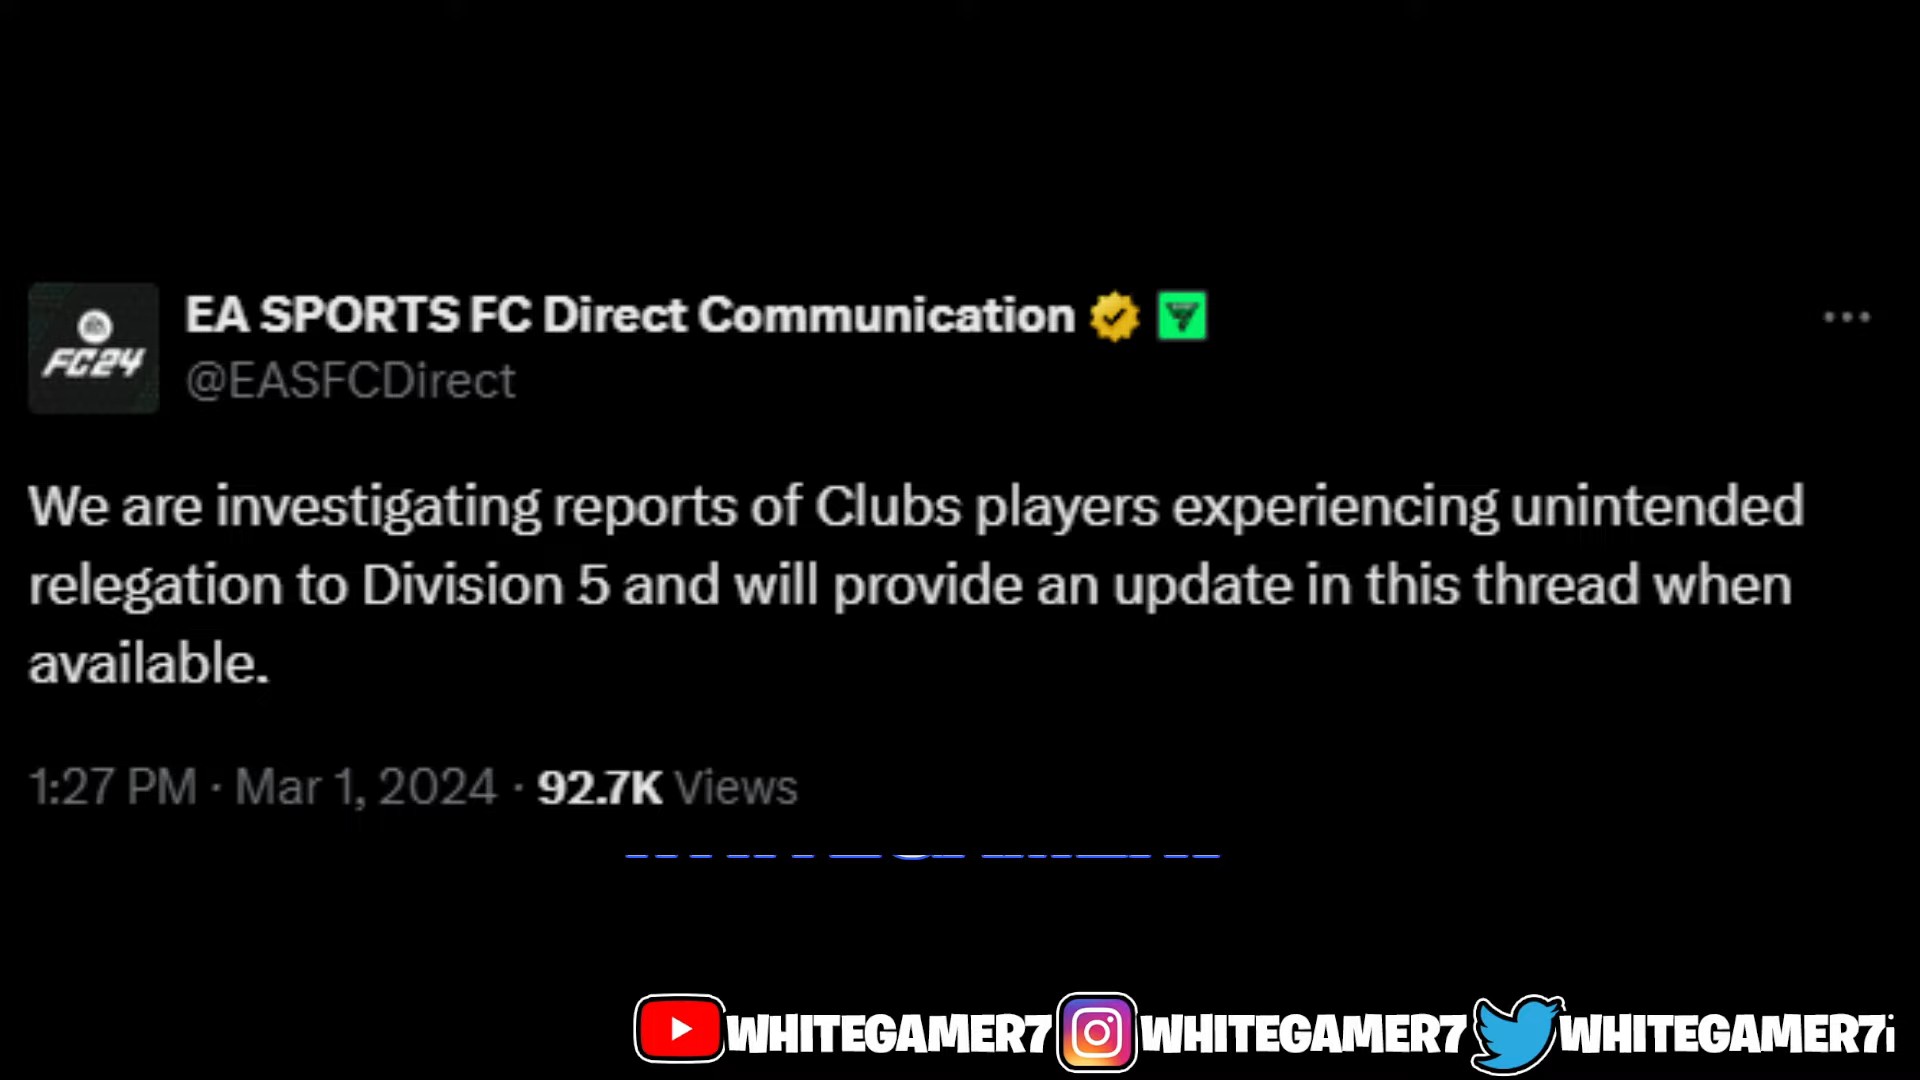 EA SPORTS FC Direct Communication
@EASFCDirect
EA
FC24
We are investigating reports of Clubs players experiencing unintended
relegation to Division 5 and will provide an update in this thread when
available.
1:27 PM · Mar 1, 2024 · 92.7K Views
WHITEGAMER7 WHITEGAMER7 WHITEGAMER7i